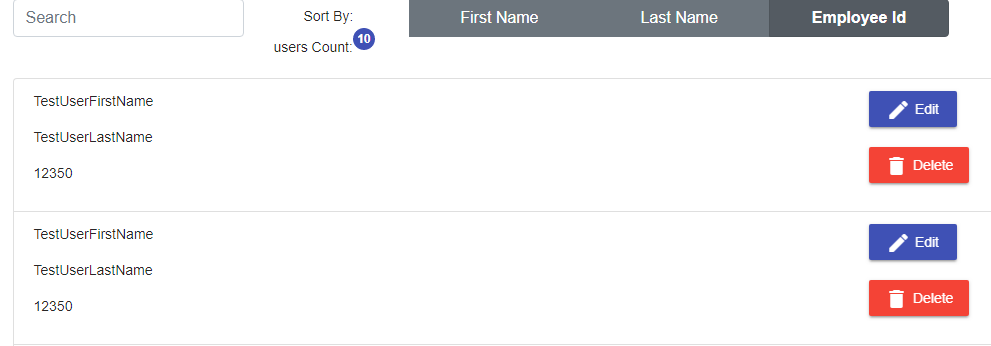 Search
Sort By:
First Name
Last Name
Employee Id
users Count:
10
TestUserFirstName
Edit
TestUserLastName
Delete
12350
TestUserFirstName
Edit
TestUserLastName
Delete
12350